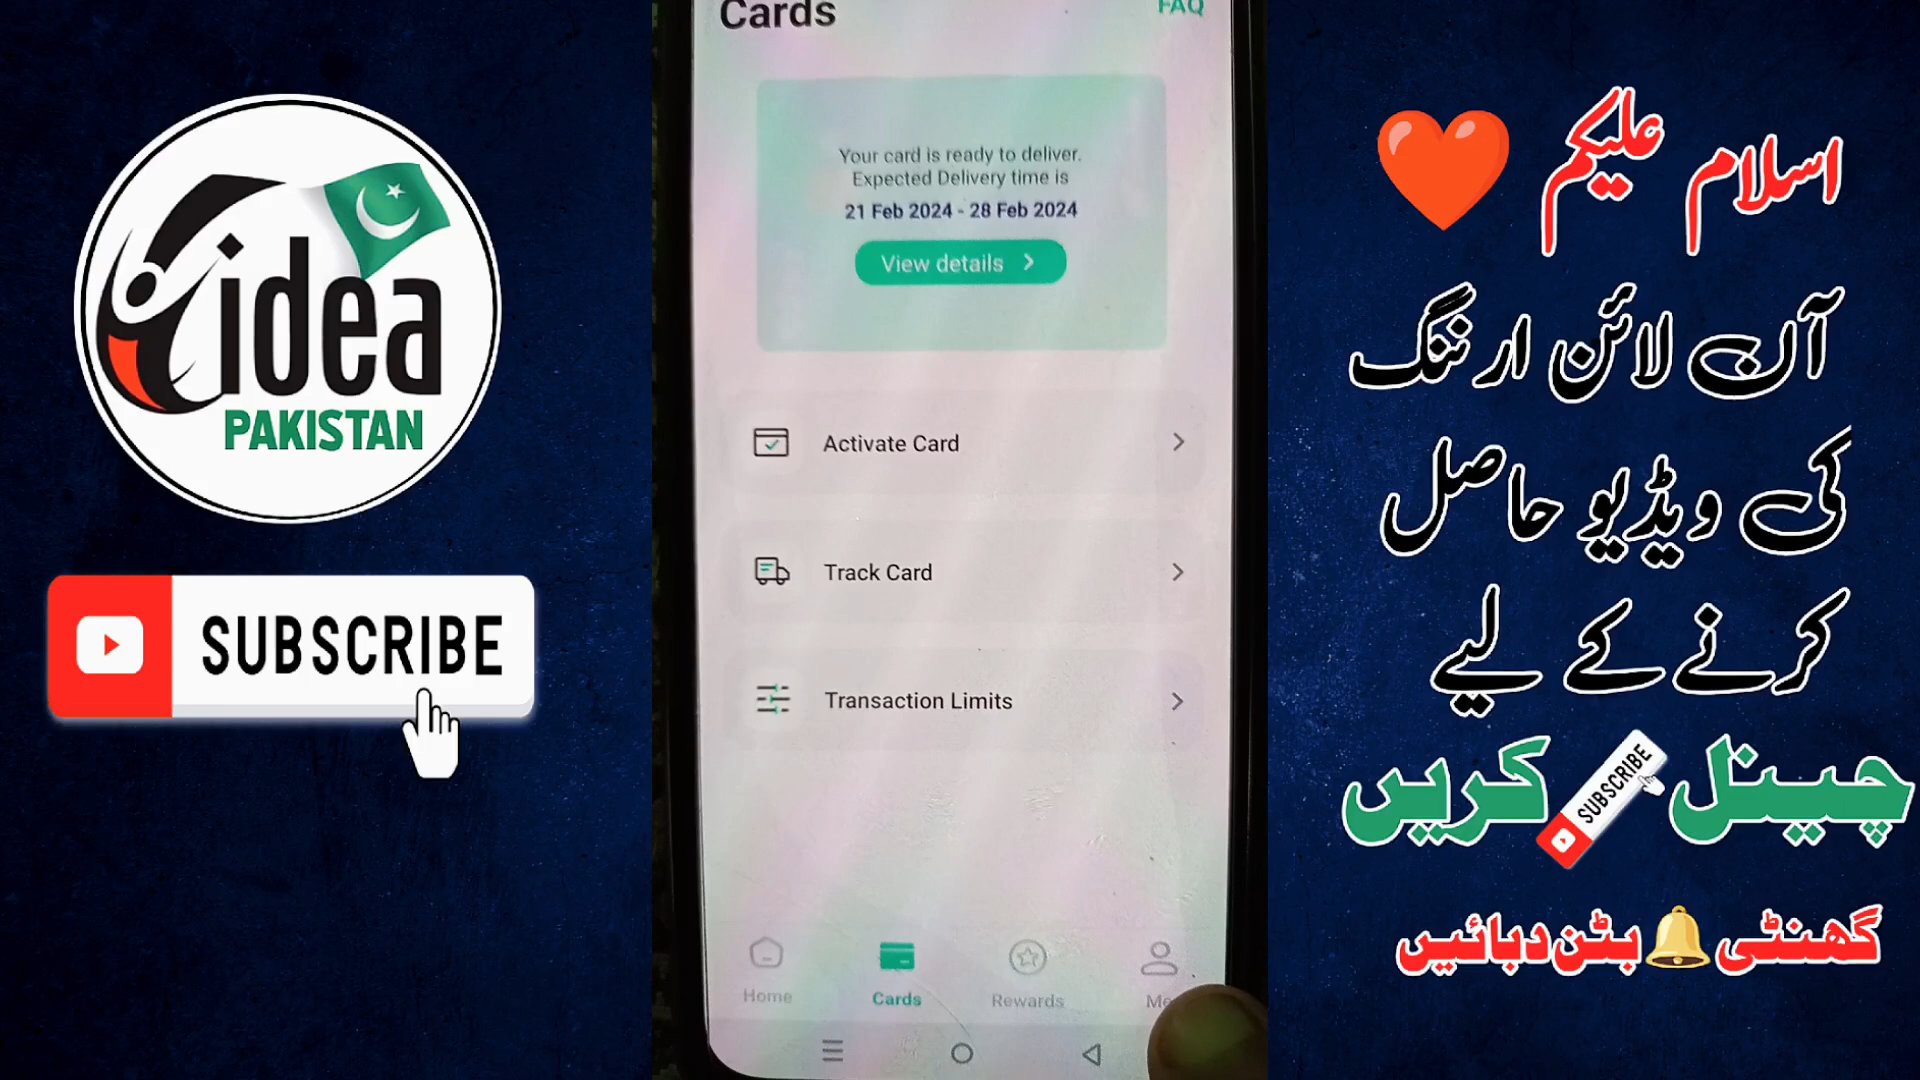 idea
PAKISTAN
SUBSCRIBE
Cards
FAQ
Your card is ready to deliver.
Expected Delivery time is
21 Feb 2024 - 28 Feb 2024
View details
Activate Card
Track Card
Transaction Limits
Home
Cards
Rewards
Me
اسلام علیکم
آن لائن ارننگ
کی ویڈیو حاصل
کرنے کے لیے
چینل SUBSCRIBE کریں
گھنٹی بٹن دبائیں